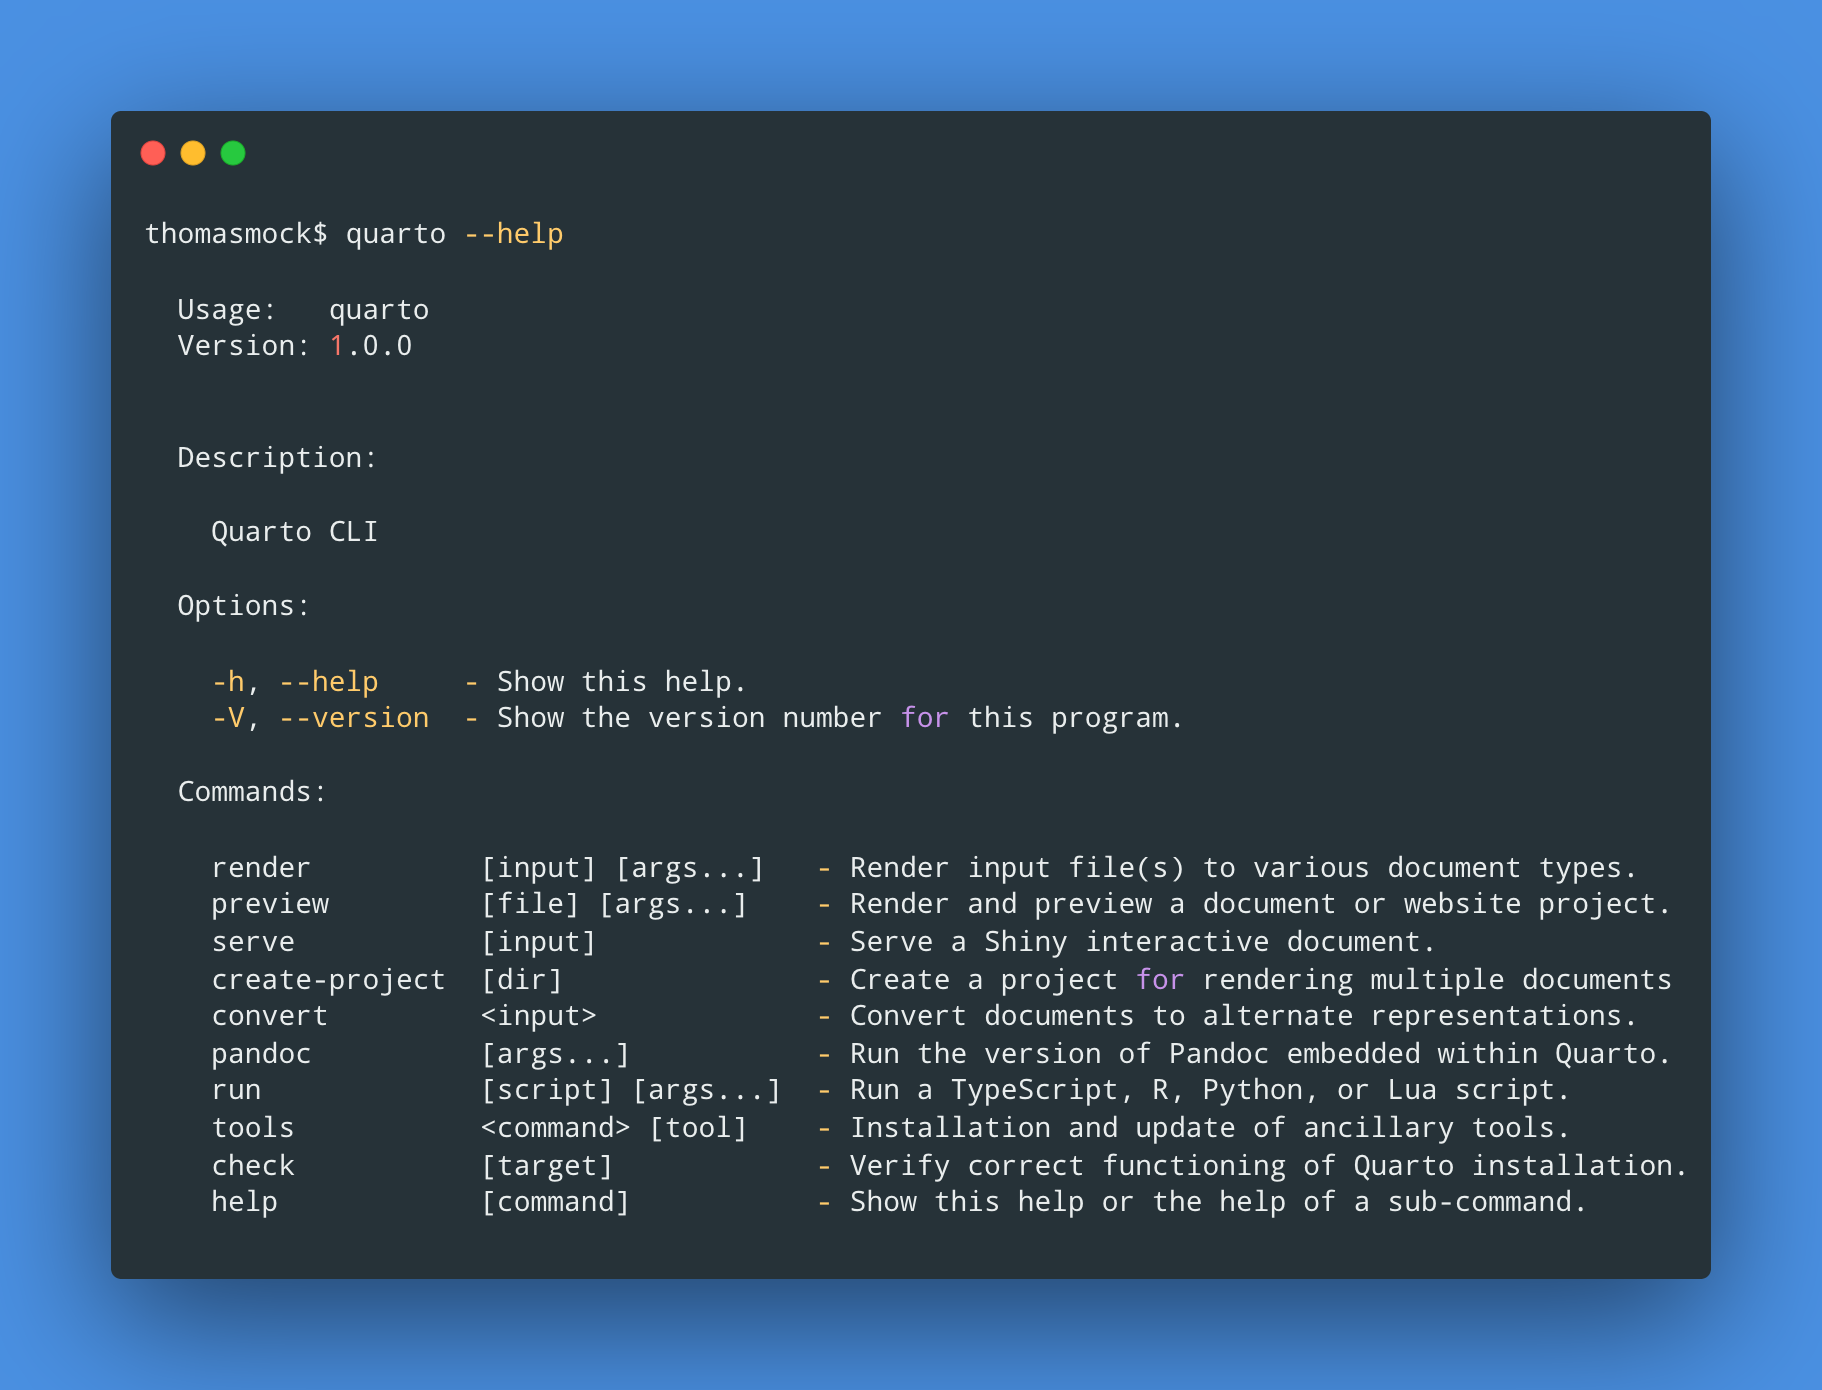 thomasmock$ quarto --help
Usage:   quarto
Version: 1.0.0
Description:
Quarto CLI
Options:
-h, --help     - Show this help.
-V, --version  - Show the version number for this program.
Commands:
render          [input] [args...]   - Render input file(s) to various document types.
preview         [file] [args...]    - Render and preview a document or website project.
serve           [input]             - Serve a Shiny interactive document.
create-project  [dir]               - Create a project for rendering multiple documents
convert         <input>             - Convert documents to alternate representations.
pandoc          [args...]           - Run the version of Pandoc embedded within Quarto.
run             [script] [args...]  - Run a TypeScript, R, Python, or Lua script.
tools           <command> [tool]    - Installation and update of ancillary tools.
check           [target]            - Verify correct functioning of Quarto installation.
help            [command]           - Show this help or the help of a sub-command.